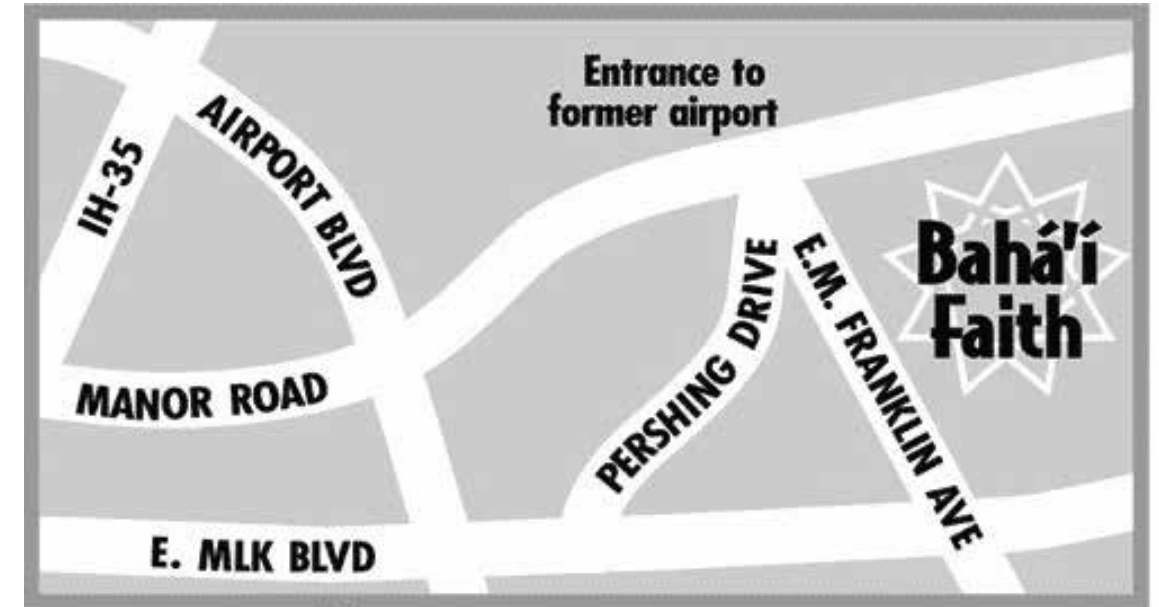 Entrance to
former airport
AIRPORT BLVD
IH-35
Bahá'í
Faith
PERSHING DRIVE
E.M. FRANKLIN AVE
MANOR ROAD
E. MLK BLVD